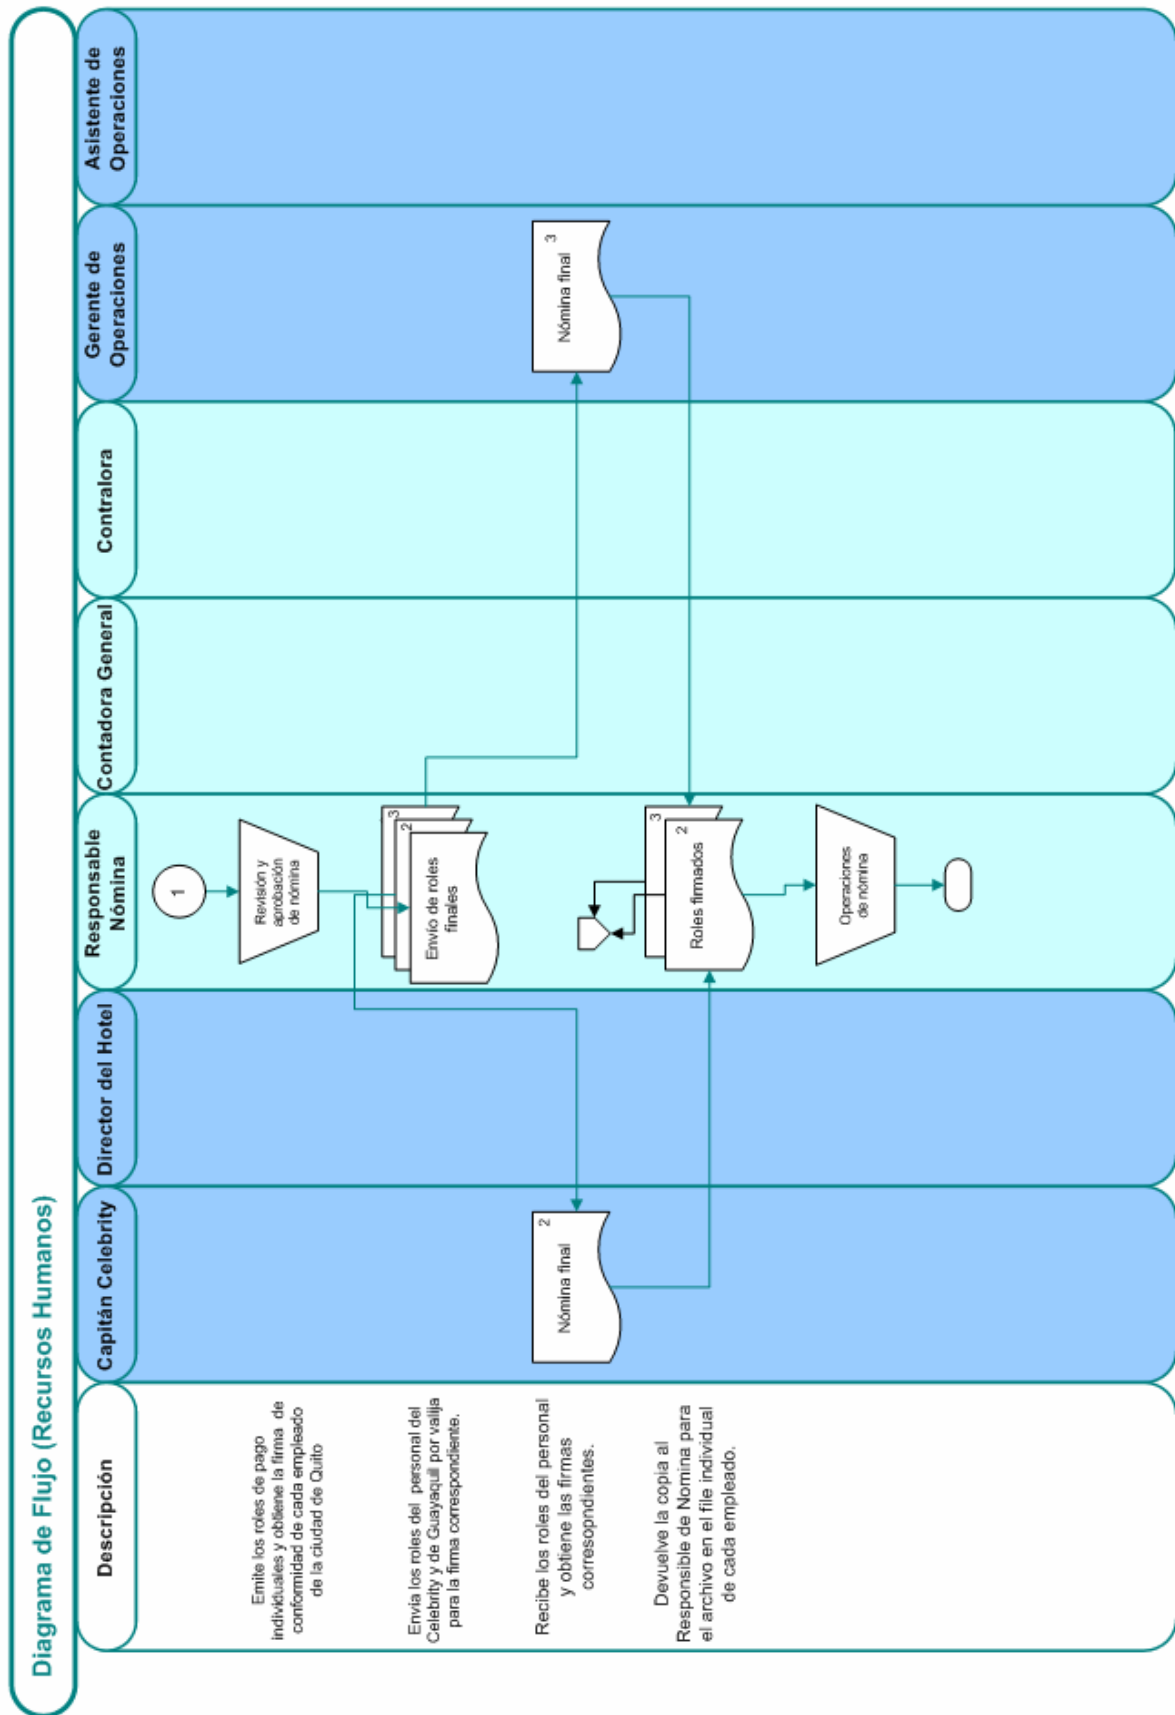 Diagrama de Flujo (Recursos Humanos)
Descripción
Capitán Celebrity
Director del Hotel
Responsable
Nómina
Contadora General
Contralora
Gerente de
Operaciones
Asistente de
Operaciones
1
Emite los roles de pago
individuales y obtiene la firma de
conformidad de cada empleado
de la ciudad de Quito
Revisión y
aprobación
de nómina
Envia los roles del personal del
Celebrity y de Guayaquil por valija
para la firma correspondiente.
3
2
Envío de roles
finales
Recibe los roles del personal
y obtiene las firmas
corresopndientes.
2
Nómina final
3
Nómina final
Devuelve la copia al
Responsible de Nomina para
el archivo en el file individual
de cada empleado.
3
2
Roles firmados
Operaciones
de nómina